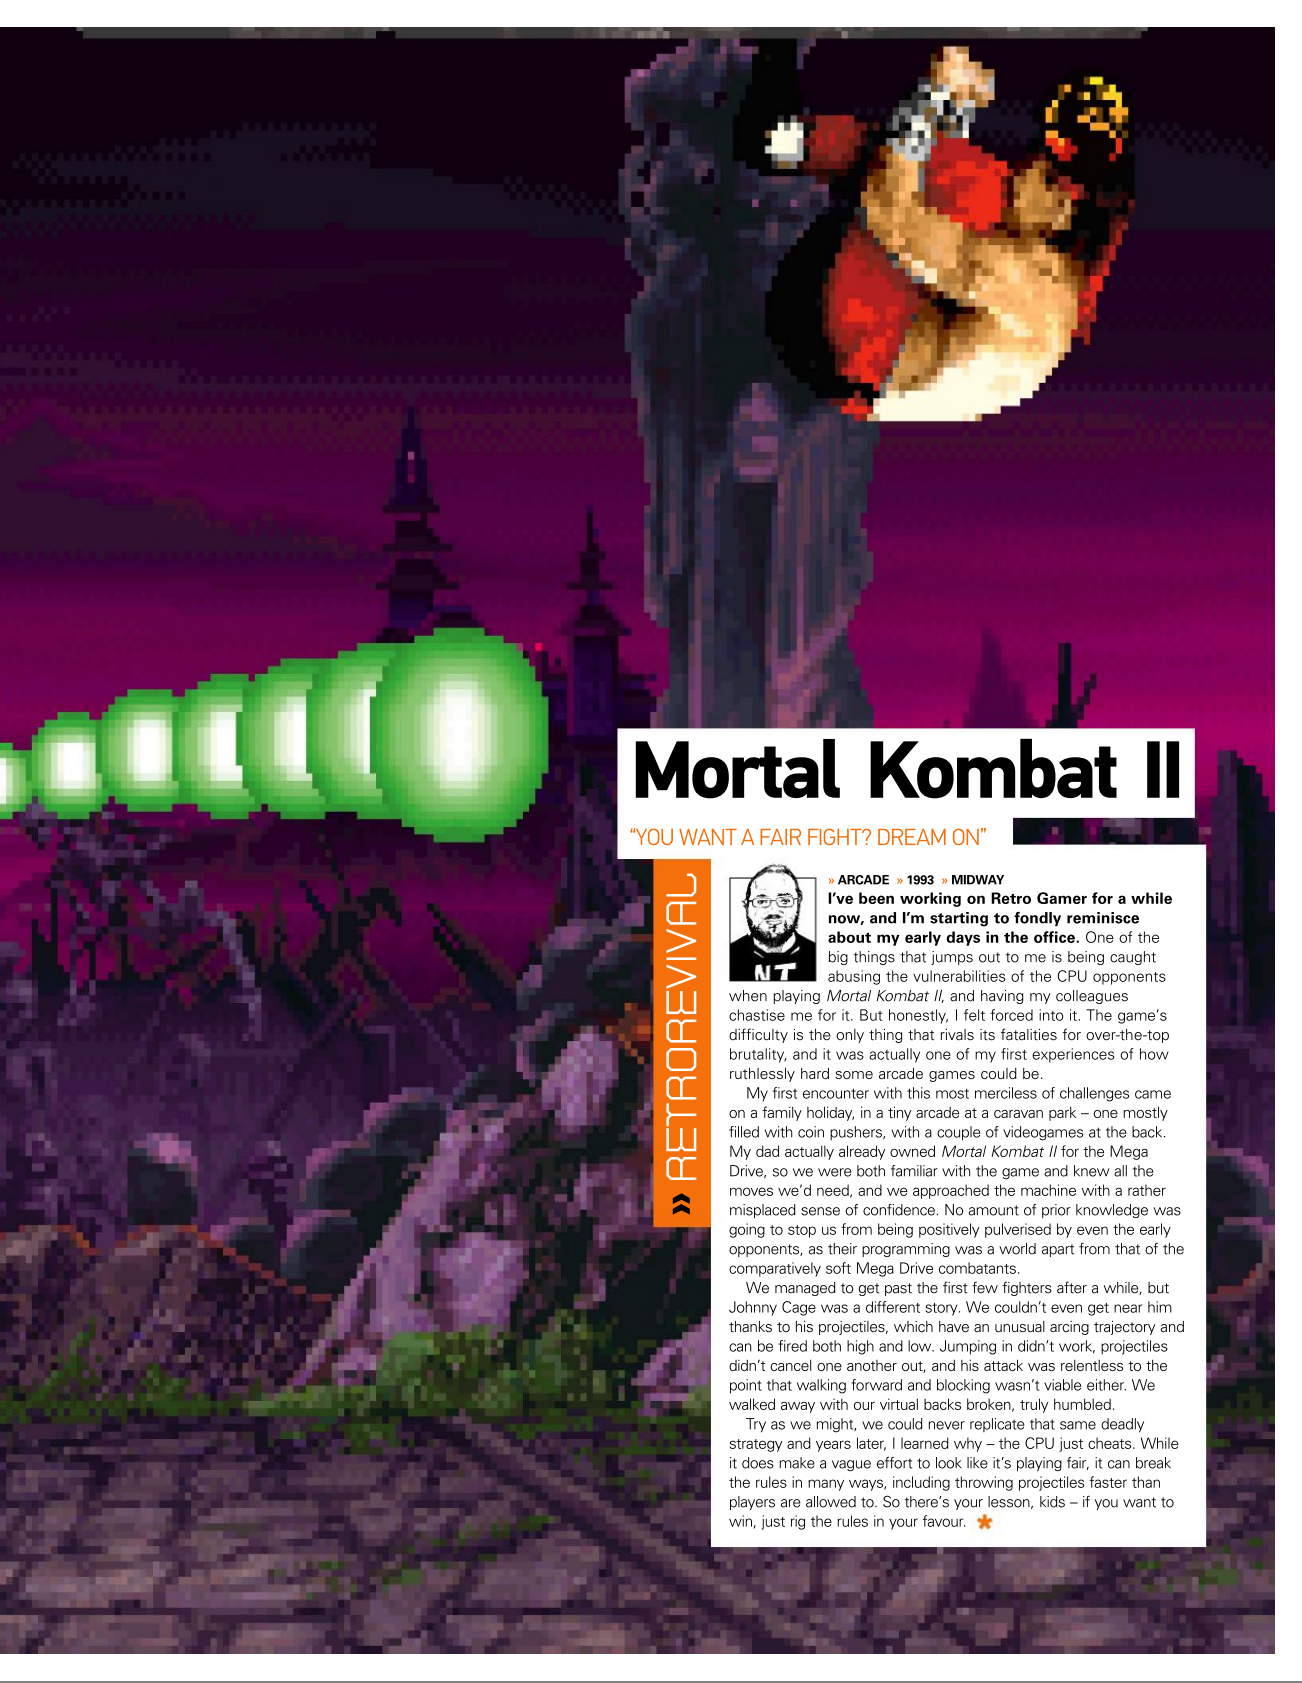 Mortal Kombat II
“YOU WANT A FAIR FIGHT? DREAM ON”
» RETROREVIVAL
» ARCADE » 1993 » MIDWAY
I’ve been working on Retro Gamer for a while
now, and I’m starting to fondly reminisce
about my early days in the office. One of the
big things that jumps out to me is being caught
abusing the vulnerabilities of the CPU opponents
when playing Mortal Kombat II, and having my colleagues
chastise me for it. But honestly, I felt forced into it. The game’s
difficulty is the only thing that rivals its fatalities for over-the-top
brutality, and it was actually one of my first experiences of how
ruthlessly hard some arcade games could be.
My first encounter with this most merciless of challenges came
on a family holiday, in a tiny arcade at a caravan park – one mostly
filled with coin pushers, with a couple of videogames at the back.
My dad actually already owned Mortal Kombat II for the Mega
Drive, so we were both familiar with the game and knew all the
moves we’d need, and we approached the machine with a rather
misplaced sense of confidence. No amount of prior knowledge was
going to stop us from being positively pulverised by even the early
opponents, as their programming was a world apart from that of the
comparatively soft Mega Drive combatants.
We managed to get past the first few fighters after a while, but
Johnny Cage was a different story. We couldn’t even get near him
thanks to his projectiles, which have an unusual arcing trajectory and
can be fired both high and low. Jumping in didn’t work, projectiles
didn’t cancel one another out, and his attack was relentless to the
point that walking forward and blocking wasn’t viable either. We
walked away with our virtual backs broken, truly humbled.
Try as we might, we could never replicate that same deadly
strategy and years later, I learned why – the CPU just cheats. While
it does make a vague effort to look like it’s playing fair, it can break
the rules in many ways, including throwing projectiles faster than
players are allowed to. So there’s your lesson, kids – if you want to
win, just rig the rules in your favour. *
NT